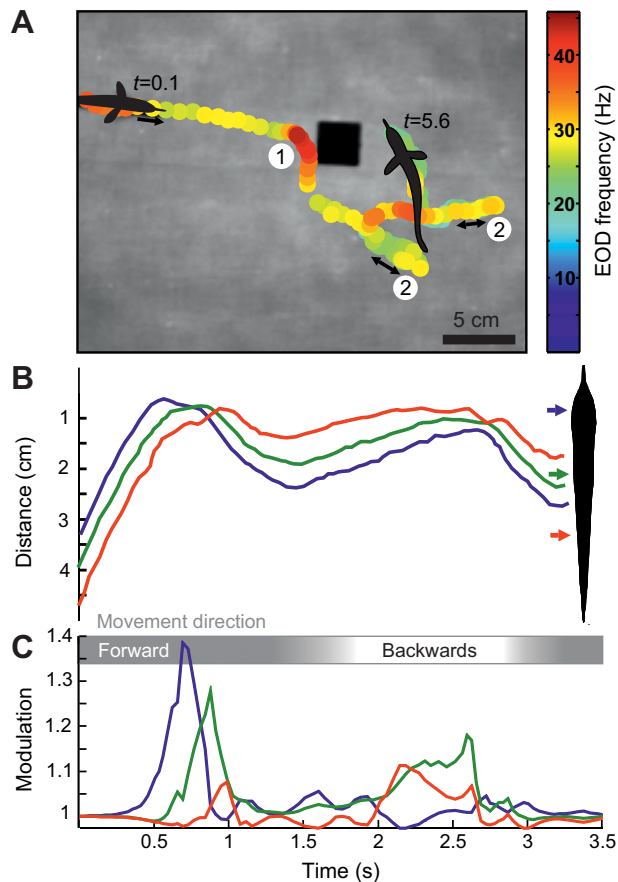 A
t=0.1
t=5.6
1
2
2
5 cm
40
30
20
10
EOD frequency (Hz)
B
1
2
3
4
Distance (cm)
Movement direction
C
Forward
Backwards
1.4
1.3
1.2
1.1
1
Modulation
0.5
1
1.5
2
2.5
3
3.5
Time (s)